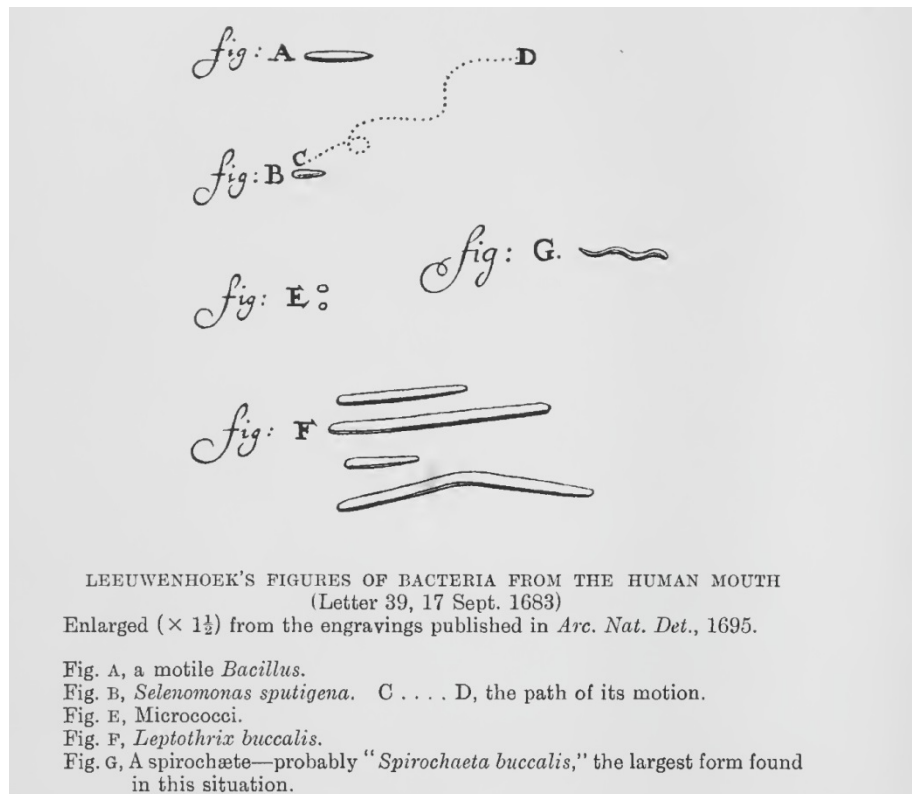 fig: A
D
C.
fig: B
fig: G.
fig: E
fig: F
LEEUWENHOEK'S FIGURES OF BACTERIA FROM THE HUMAN MOUTH
(Letter 39, 17 Sept. 1683)
Enlarged (× 1½) from the engravings published in Arc. Nat. Det., 1695.
Fig. A, a motile Bacillus.
Fig. B, Selenomonas sputigena. C . . . . D, the path of its motion.
Fig. E, Micrococci.
Fig. F, Leptothrix buccalis.
Fig. G, A spirochæte—probably "Spirochaeta buccalis," the largest form found
in this situation.